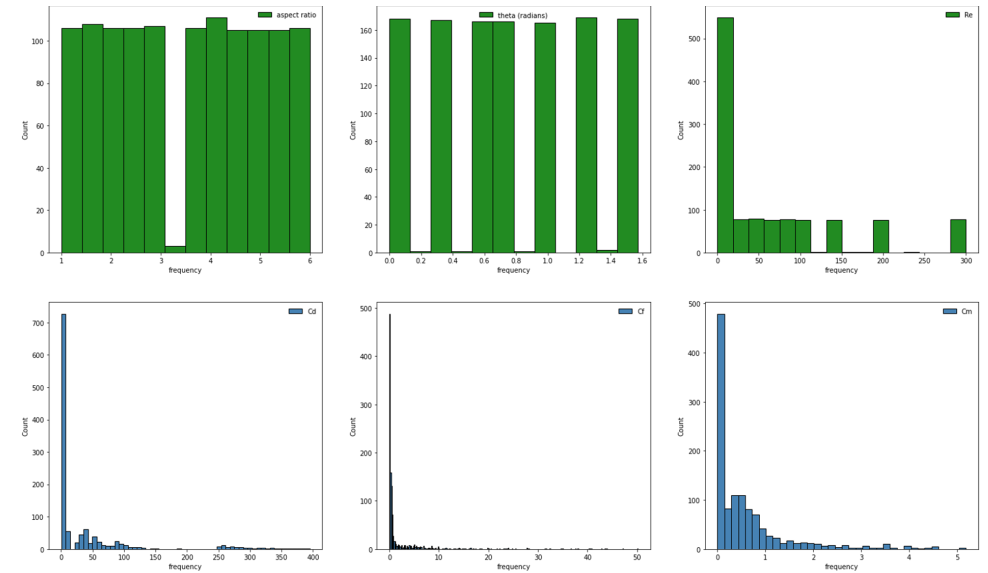 aspect ratio
Count
100
80
60
40
20
0
1 2 3 4 5 6
frequency
theta (radians)
Count
160
140
120
100
80
60
40
20
0
0.0 0.2 0.4 0.6 0.8 1.0 1.2 1.4 1.6
frequency
Re
Count
500
400
300
200
100
0
0 50 100 150 200 250 300
frequency
Cd
Count
700
600
500
400
300
200
100
0
0 50 100 150 200 250 300 350 400
frequency
Cf
Count
500
400
300
200
100
0
0 10 20 30 40 50
frequency
Cm
Count
500
400
300
200
100
0
0 1 2 3 4 5
frequency